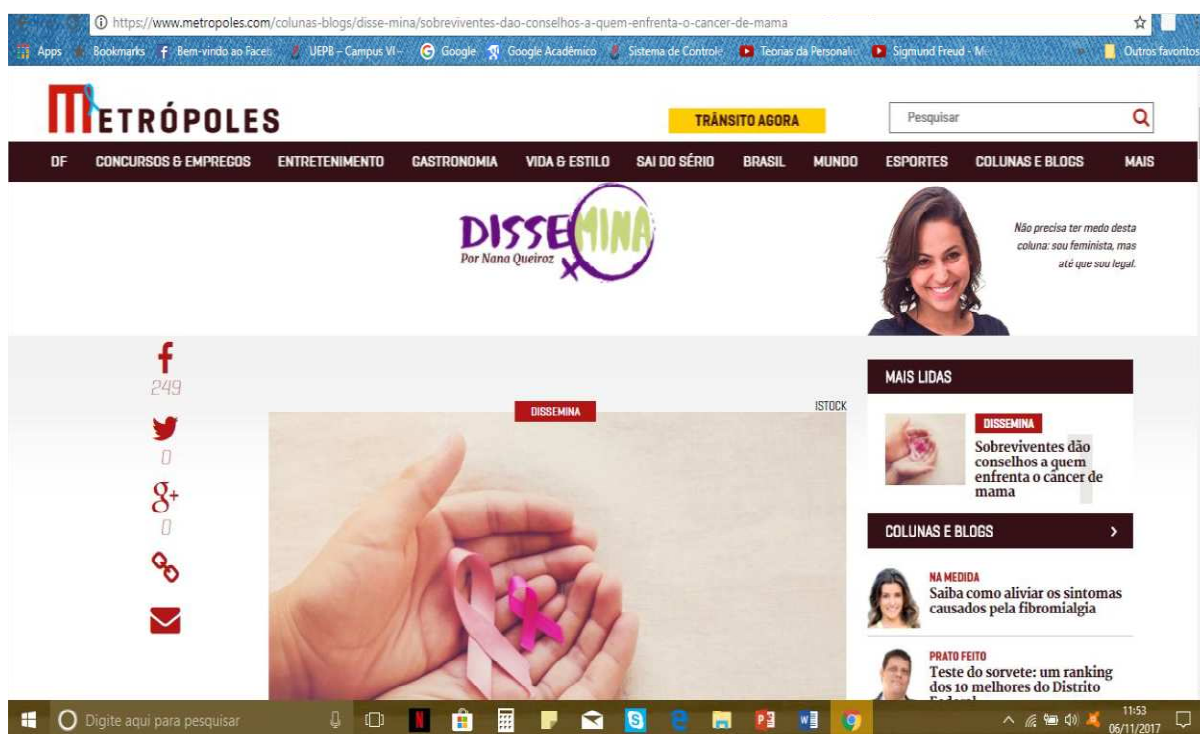 https://www.metropoles.com/colunas-blogs/disse-mina/sobreviventes-dao-conselhos-a-quem-enfrenta-o-cancer-de-mama
Apps Bookmarks Bem-vindo ao Face UEPB - Campus VI - Google Google Acadêmico Sistema de Controle Teorias da Personali Sigmund Freud - M Outros favoritos
METRÓPOLES
TRÂNSITO AGORA
Pesquisar
DF CONCURSOS & EMPREGOS ENTRETENIMENTO GASTRONOMIA VIDA & ESTILO SAI DO SÉRIO BRASIL MUNDO ESPORTES COLUNAS E BLOGS MAIS
DISSEMINA
Por Nana Queiroz
Não precisa ter medo desta
coluna: sou feminista, mas
até que sou legal.
249
0
0
DISSEMINA
ISTOCK
MAIS LIDAS
DISSEMINA
Sobreviventes dão
conselhos a quem
enfrenta o câncer de
mama
COLUNAS E BLOGS
NA MEDIDA
Saiba como aliviar os sintomas
causados pela fibromialgia
PRATO FEITO
Teste do sorvete: um ranking
dos 10 melhores do Distrito
Federal
Digite aqui para pesquisar
11:53
06/11/2017